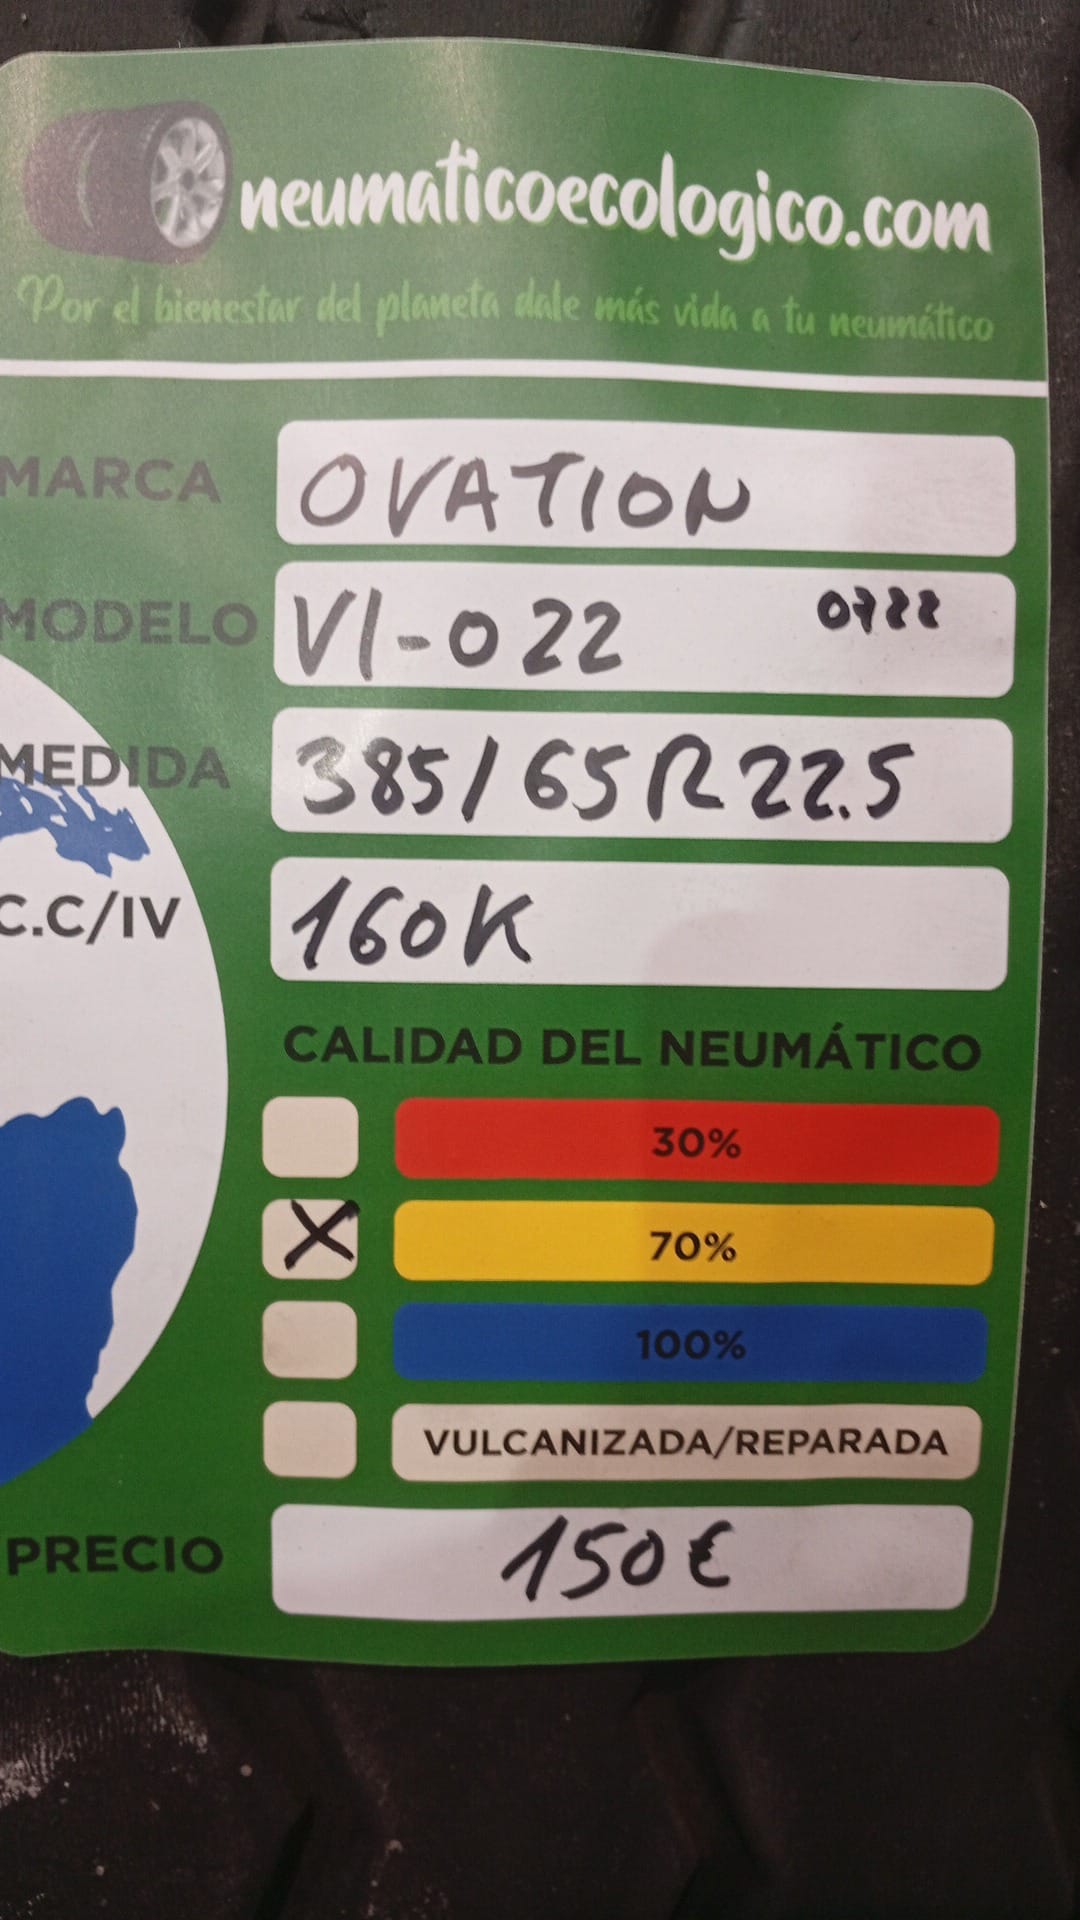 neumaticoecologico.com
Por el bienestar del planeta dale más vida a tu neumático
MARCA OVATION
MODELO VI-022 0722
MEDIDA 385/65R22.5
C.C/IV 160K
CALIDAD DEL NEUMÁTICO
30%
X 70%
100%
VULCANIZADA/REPARADA
PRECIO 150€